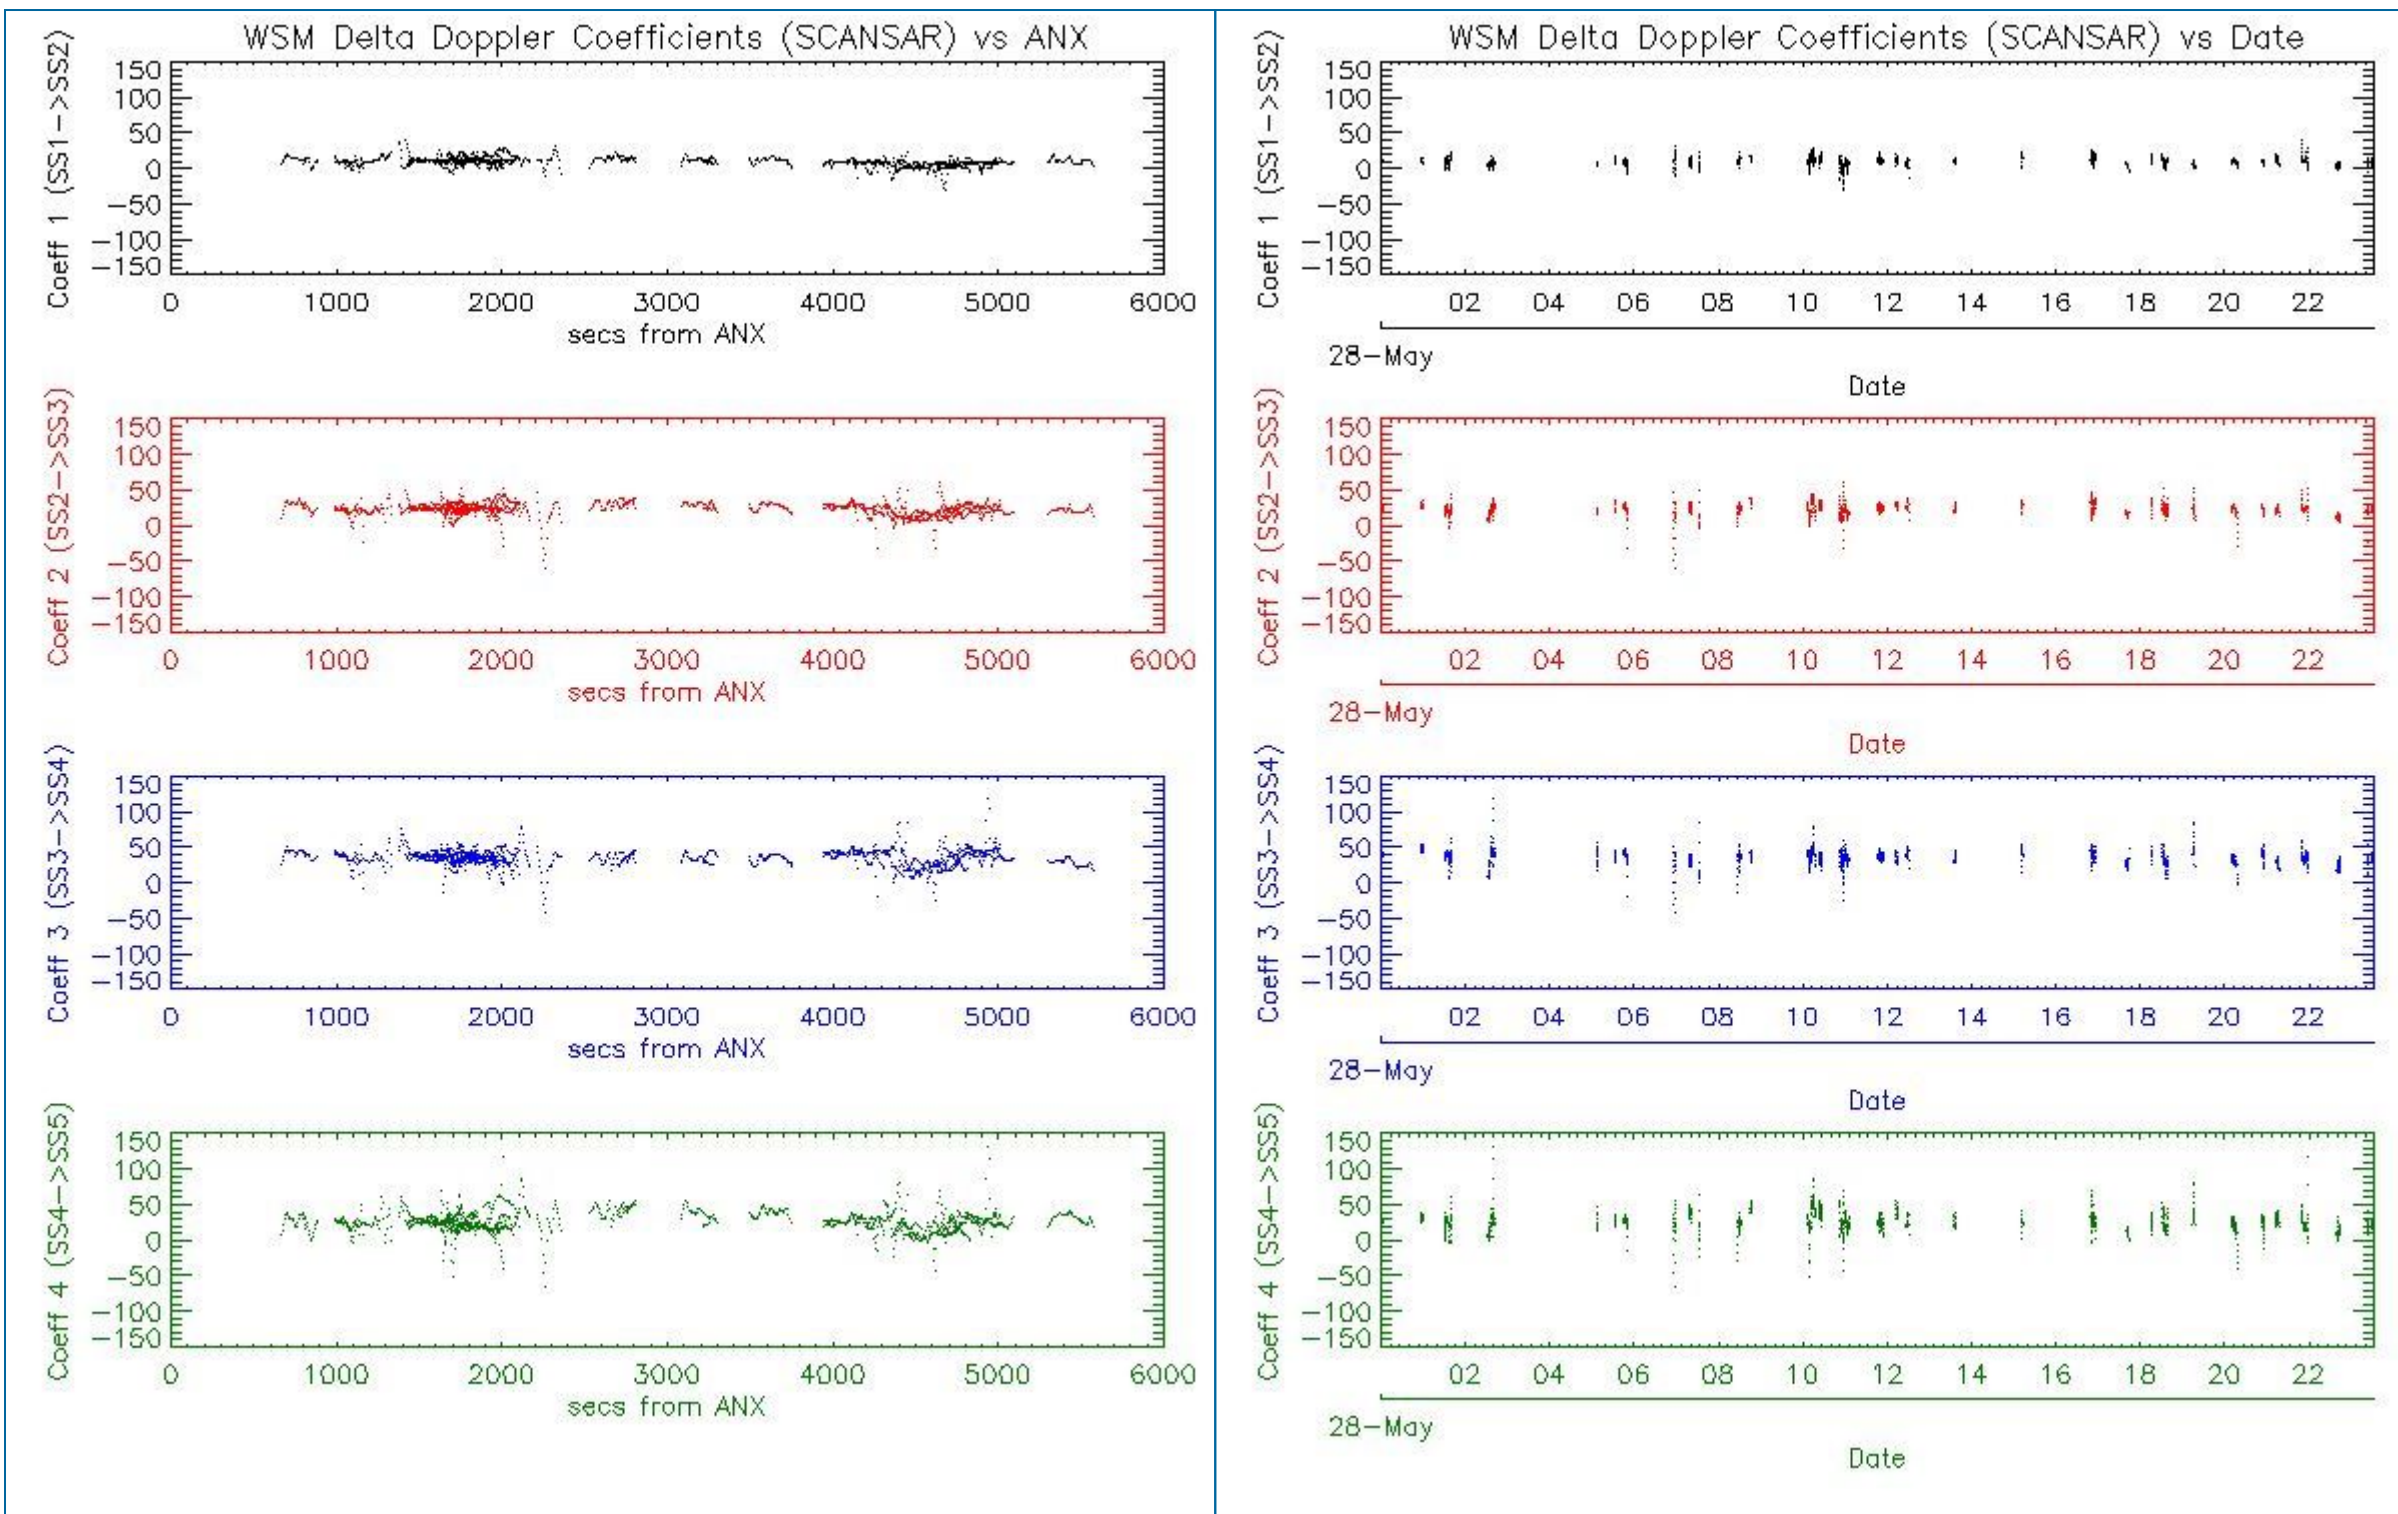 WSM Delta Doppler Coefficients (SCANSAR) vs ANX
Coeff 1 (SS1->SS2)
150
100
50
0
-50
-100
-150
0 1000 2000 3000 4000 5000 6000
secs from ANX
Coeff 2 (SS2->SS3)
150
100
50
0
-50
-100
-150
0 1000 2000 3000 4000 5000 6000
secs from ANX
Coeff 3 (SS3->SS4)
150
100
50
0
-50
-100
-150
0 1000 2000 3000 4000 5000 6000
secs from ANX
Coeff 4 (SS4->SS5)
150
100
50
0
-50
-100
-150
0 1000 2000 3000 4000 5000 6000
secs from ANX
WSM Delta Doppler Coefficients (SCANSAR) vs Date
Coeff 1 (SS1->SS2)
150
100
50
0
-50
-100
-150
02 04 06 08 10 12 14 16 18 20 22
28-May
Date
Coeff 2 (SS2->SS3)
150
100
50
0
-50
-100
-150
02 04 06 08 10 12 14 16 18 20 22
28-May
Date
Coeff 3 (SS3->SS4)
150
100
50
0
-50
-100
-150
02 04 06 08 10 12 14 16 18 20 22
28-May
Date
Coeff 4 (SS4->SS5)
150
100
50
0
-50
-100
-150
02 04 06 08 10 12 14 16 18 20 22
28-May
Date